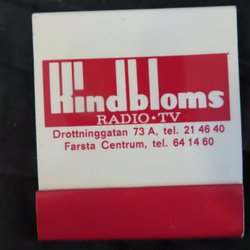 Kindbloms
RADIO • TV
Drottninggatan 73 A, tel. 21 46 40
Farsta Centrum, tel. 64 14 60